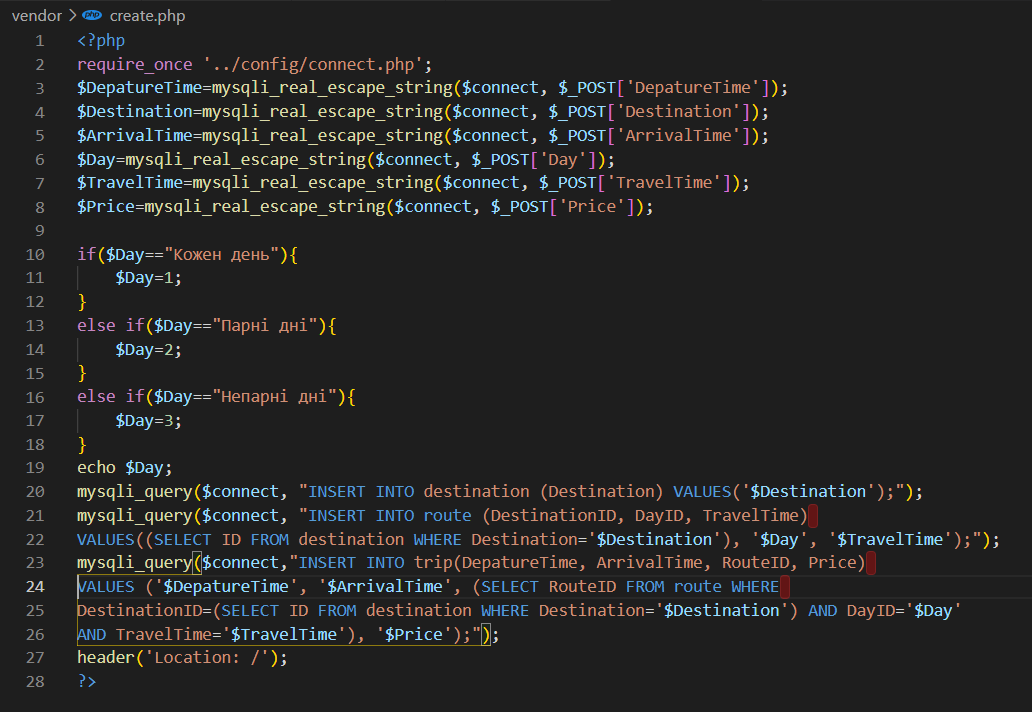 vendor > php create.php
1 <?php
2 require_once '../config/connect.php';
3 $DepatureTime=mysqli_real_escape_string($connect, $_POST['DepatureTime']);
4 $Destination=mysqli_real_escape_string($connect, $_POST['Destination']);
5 $ArrivalTime=mysqli_real_escape_string($connect, $_POST['ArrivalTime']);
6 $Day=mysqli_real_escape_string($connect, $_POST['Day']);
7 $TravelTime=mysqli_real_escape_string($connect, $_POST['TravelTime']);
8 $Price=mysqli_real_escape_string($connect, $_POST['Price']);
9
10 if($Day=="Кожен день"){
11     $Day=1;
12 }
13 else if($Day=="Парні дні"){
14     $Day=2;
15 }
16 else if($Day=="Непарні дні"){
17     $Day=3;
18 }
19 echo $Day;
20 mysqli_query($connect, "INSERT INTO destination (Destination) VALUES('$Destination');");
21 mysqli_query($connect, "INSERT INTO route (DestinationID, DayID, TravelTime)
22 VALUES((SELECT ID FROM destination WHERE Destination='$Destination'), '$Day', '$TravelTime');");
23 mysqli_query($connect,"INSERT INTO trip(DepatureTime, ArrivalTime, RouteID, Price)
24 VALUES ('$DepatureTime', '$ArrivalTime', (SELECT RouteID FROM route WHERE
25 DestinationID=(SELECT ID FROM destination WHERE Destination='$Destination') AND DayID='$Day'
26 AND TravelTime='$TravelTime'), '$Price');");
27 header('Location: /');
28 ?>